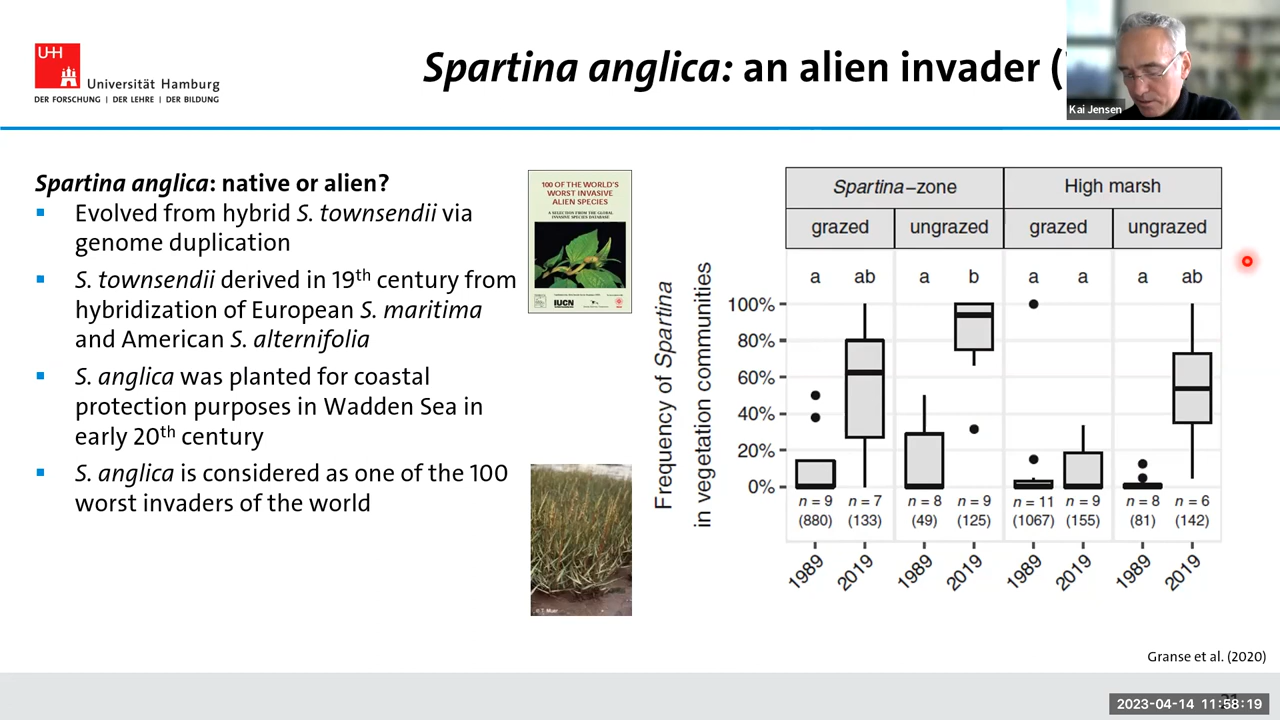 UHH
Universität Hamburg
DER FORSCHUNG | DER LEHRE | DER BILDUNG
Spartina anglica: an alien invader (
Kai Jensen
Spartina anglica: native or alien?
Evolved from hybrid S. townsendii via
genome duplication
S. townsendii derived in 19th century from
hybridization of European S. maritima
and American S. alternifolia
S. anglica was planted for coastal
protection purposes in Wadden Sea in
early 20th century
S. anglica is considered as one of the 100
worst invaders of the world
100 OF THE WORLD'S
WORST INVASIVE
ALIEN SPECIES
A SELECTION FROM THE GLOBAL
INVASIVE SPECIES DATABASE
IUCN
Spartina–zone High marsh
grazed ungrazed grazed ungrazed
a ab a b a a a ab
Frequency of Spartina
in vegetation communities
100%
80%
60%
40%
20%
0%
n = 9 n = 7 n = 8 n = 9 n = 11 n = 9 n = 8 n = 6
(880) (133) (49) (125) (1067) (155) (81) (142)
1989 2019 1989 2019 1989 2019 1989 2019
Granse et al. (2020)
2023-04-14 11:58:19